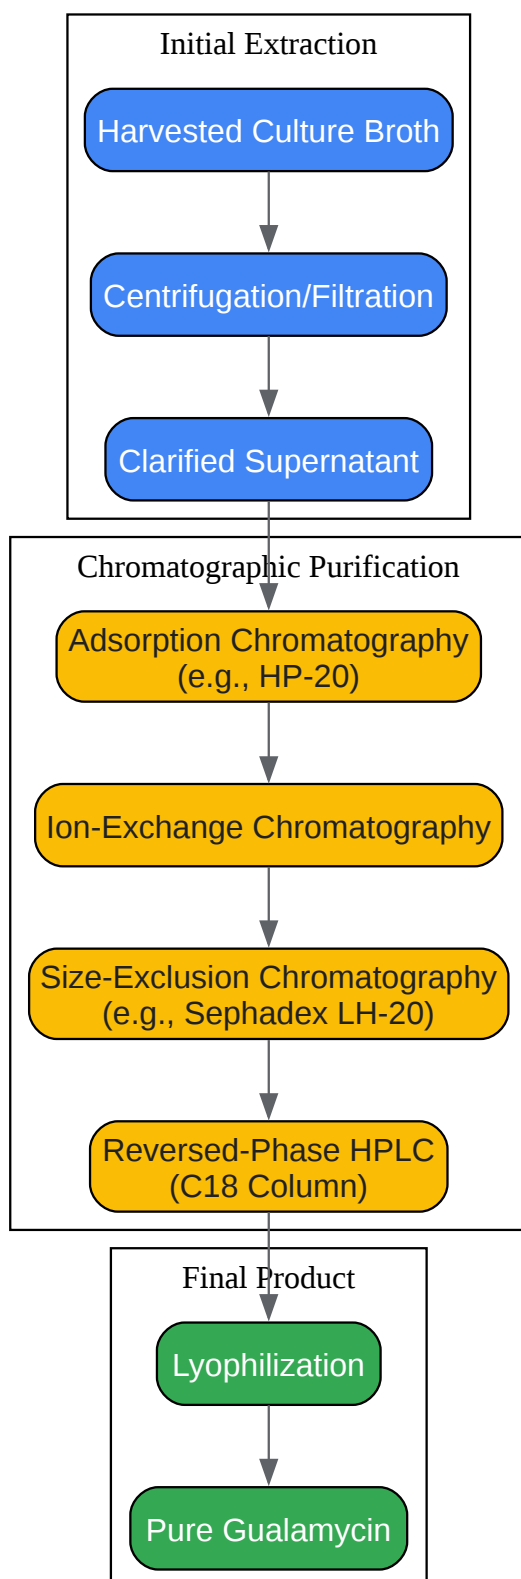 Initial Extraction
Harvested Culture Broth
Centrifugation/Filtration
Clarified Supernatant
Chromatographic Purification
Adsorption Chromatography
(e.g., HP-20)
Ion-Exchange Chromatography
Size-Exclusion Chromatography
(e.g., Sephadex LH-20)
Reversed-Phase HPLC
(C18 Column)
Final Product
Lyophilization
Pure Gualamycin